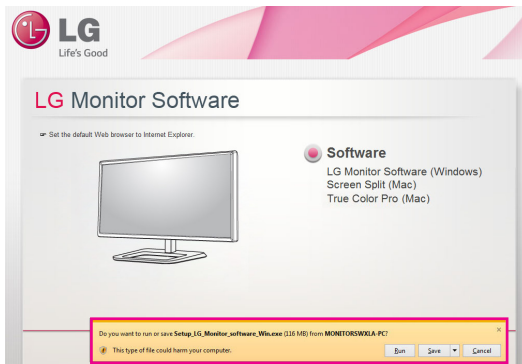 LG
Life's Good
LG Monitor Software
☞ Set the default Web browser to Internet Explorer.
Software
LG Monitor Software (Windows)
Screen Split (Mac)
True Color Pro (Mac)
Do you want to run or save Setup_LG_Monitor_software_Win.exe (116 MB) from MONITORSWXLA-PC?
This type of file could harm your computer.
Run Save Cancel